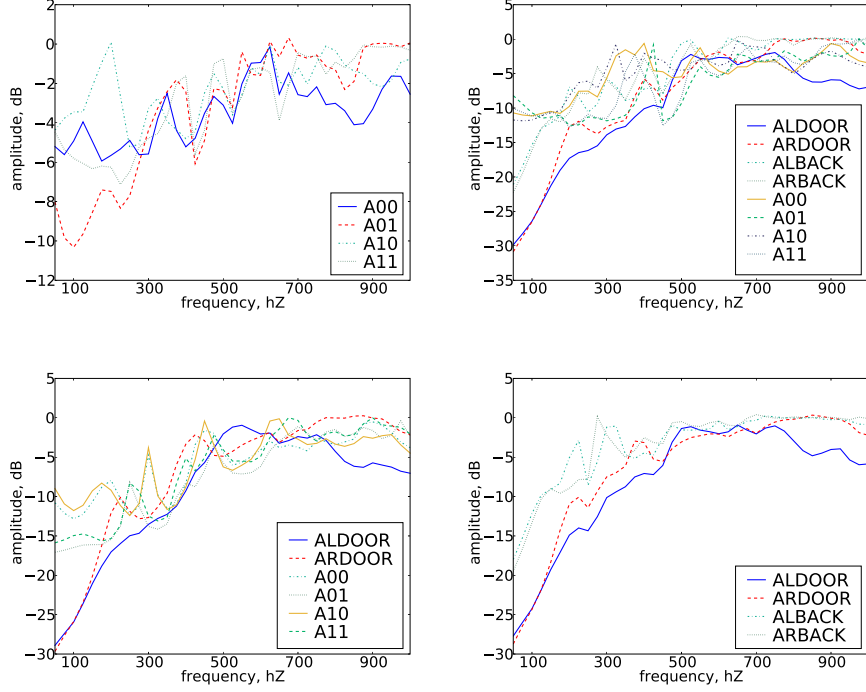 2
0
−2
−4
−6
−8
−10
−12
amplitude, dB
100 300 500 700 900
frequency, hZ
A00
A01
A10
A11
5
0
−5
−10
−15
−20
−25
−30
−35
amplitude, dB
100 300 500 700 900
frequency, hZ
ALDOOR
ARDOOR
ALBACK
ARBACK
A00
A01
A10
A11
5
0
−5
−10
−15
−20
−25
−30
amplitude, dB
100 300 500 700 900
frequency, hZ
ALDOOR
ARDOOR
A00
A01
A10
A11
5
0
−5
−10
−15
−20
−25
−30
amplitude, dB
100 300 500 700 900
frequency, hZ
ALDOOR
ARDOOR
ALBACK
ARBACK